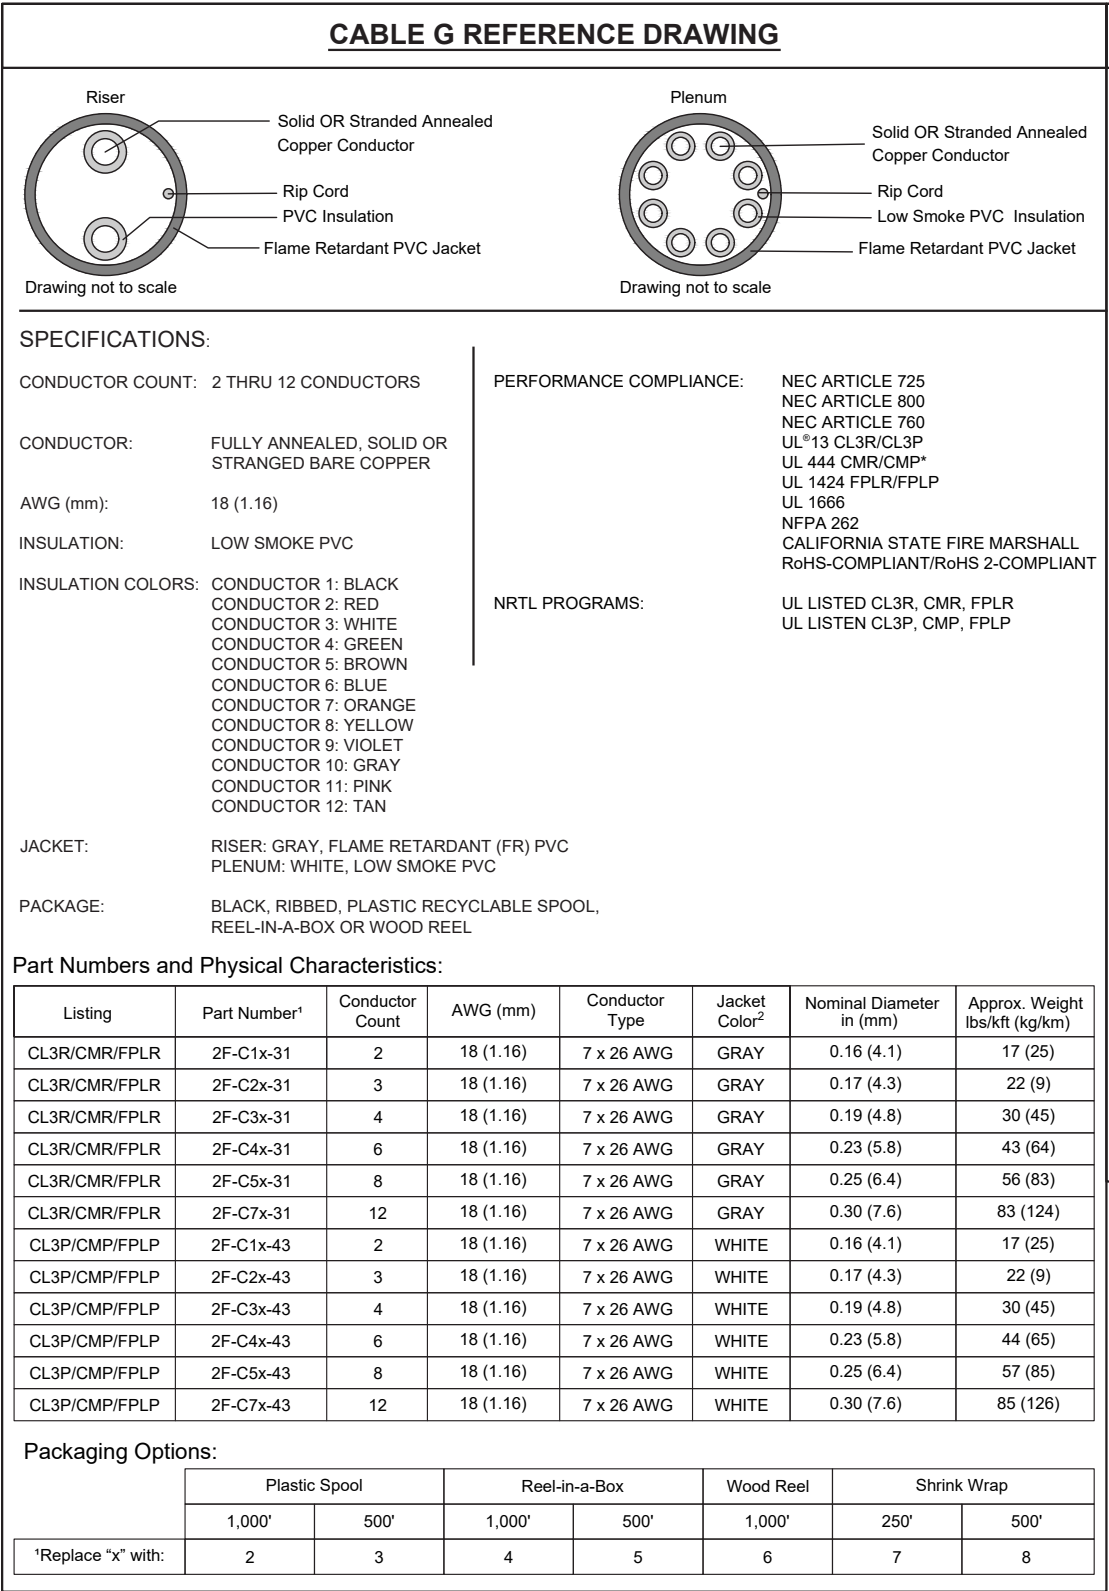 CABLE G REFERENCE DRAWING
Riser
Solid OR Stranded Annealed
Copper Conductor
Rip Cord
PVC Insulation
Flame Retardant PVC Jacket
Drawing not to scale
Plenum
Solid OR Stranded Annealed
Copper Conductor
Rip Cord
Low Smoke PVC Insulation
Flame Retardant PVC Jacket
Drawing not to scale
SPECIFICATIONS:
CONDUCTOR COUNT: 2 THRU 12 CONDUCTORS
CONDUCTOR: FULLY ANNEALED, SOLID OR
STRANGED BARE COPPER
AWG (mm): 18 (1.16)
INSULATION: LOW SMOKE PVC
INSULATION COLORS: CONDUCTOR 1: BLACK
CONDUCTOR 2: RED
CONDUCTOR 3: WHITE
CONDUCTOR 4: GREEN
CONDUCTOR 5: BROWN
CONDUCTOR 6: BLUE
CONDUCTOR 7: ORANGE
CONDUCTOR 8: YELLOW
CONDUCTOR 9: VIOLET
CONDUCTOR 10: GRAY
CONDUCTOR 11: PINK
CONDUCTOR 12: TAN
JACKET: RISER: GRAY, FLAME RETARDANT (FR) PVC
PLENUM: WHITE, LOW SMOKE PVC
PACKAGE: BLACK, RIBBED, PLASTIC RECYCLABLE SPOOL,
REEL-IN-A-BOX OR WOOD REEL
PERFORMANCE COMPLIANCE: NEC ARTICLE 725
NEC ARTICLE 800
NEC ARTICLE 760
UL®13 CL3R/CL3P
UL 444 CMR/CMP*
UL 1424 FPLR/FPLP
UL 1666
NFPA 262
CALIFORNIA STATE FIRE MARSHALL
RoHS-COMPLIANT/RoHS 2-COMPLIANT
NRTL PROGRAMS: UL LISTED CL3R, CMR, FPLR
UL LISTEN CL3P, CMP, FPLP
Part Numbers and Physical Characteristics:
Listing Part Number¹ Conductor Count AWG (mm) Conductor Type Jacket Color² Nominal Diameter in (mm) Approx. Weight lbs/kft (kg/km)
CL3R/CMR/FPLR 2F-C1x-31 2 18 (1.16) 7 x 26 AWG GRAY 0.16 (4.1) 17 (25)
CL3R/CMR/FPLR 2F-C2x-31 3 18 (1.16) 7 x 26 AWG GRAY 0.17 (4.3) 22 (9)
CL3R/CMR/FPLR 2F-C3x-31 4 18 (1.16) 7 x 26 AWG GRAY 0.19 (4.8) 30 (45)
CL3R/CMR/FPLR 2F-C4x-31 6 18 (1.16) 7 x 26 AWG GRAY 0.23 (5.8) 43 (64)
CL3R/CMR/FPLR 2F-C5x-31 8 18 (1.16) 7 x 26 AWG GRAY 0.25 (6.4) 56 (83)
CL3R/CMR/FPLR 2F-C7x-31 12 18 (1.16) 7 x 26 AWG GRAY 0.30 (7.6) 83 (124)
CL3P/CMP/FPLP 2F-C1x-43 2 18 (1.16) 7 x 26 AWG WHITE 0.16 (4.1) 17 (25)
CL3P/CMP/FPLP 2F-C2x-43 3 18 (1.16) 7 x 26 AWG WHITE 0.17 (4.3) 22 (9)
CL3P/CMP/FPLP 2F-C3x-43 4 18 (1.16) 7 x 26 AWG WHITE 0.19 (4.8) 30 (45)
CL3P/CMP/FPLP 2F-C4x-43 6 18 (1.16) 7 x 26 AWG WHITE 0.23 (5.8) 44 (65)
CL3P/CMP/FPLP 2F-C5x-43 8 18 (1.16) 7 x 26 AWG WHITE 0.25 (6.4) 57 (85)
CL3P/CMP/FPLP 2F-C7x-43 12 18 (1.16) 7 x 26 AWG WHITE 0.30 (7.6) 85 (126)
Packaging Options:
Plastic Spool Reel-in-a-Box Wood Reel Shrink Wrap
1,000' 500' 1,000' 500' 1,000' 250' 500'
¹Replace “x” with: 2 3 4 5 6 7 8